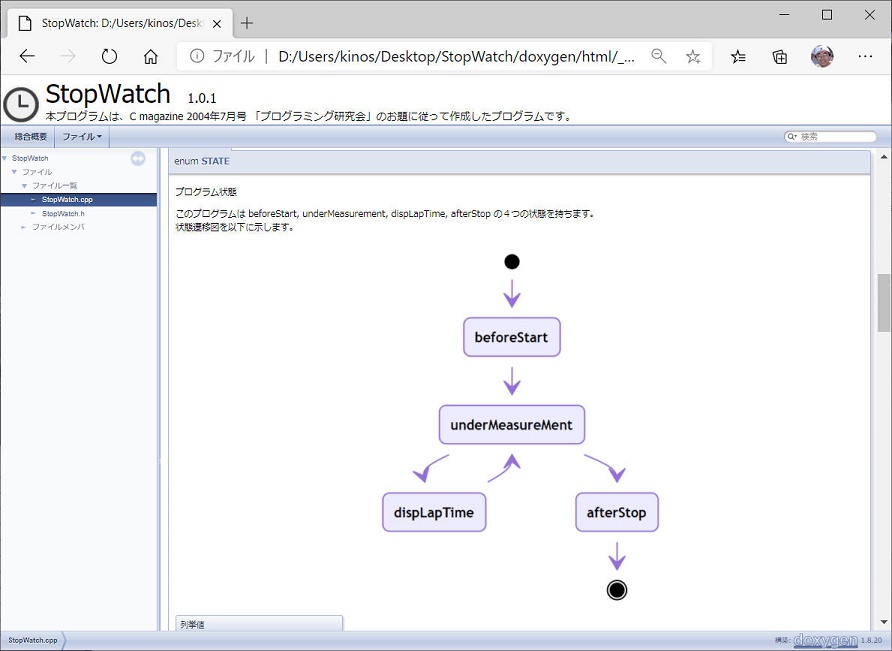 StopWatch: D:/Users/kinos/Desk
ファイル
D:/Users/kinos/Desktop/StopWatch/doxygen/html/_...
StopWatch 1.0.1
本プログラムは、C magazine 2004年7月号 「プログラミング研究会」のお題に従って作成したプログラムです。
総合概要
ファイル
検索
StopWatch
ファイル
ファイル一覧
StopWatch.cpp
StopWatch.h
ファイルメンバ
enum STATE
プログラム状態
このプログラムは beforeStart, underMeasurement, dispLapTime, afterStop の４つの状態を持ちます。
状態遷移図を以下に示します。
beforeStart
underMeasureMent
dispLapTime
afterStop
列挙値
StopWatch.cpp
構築: doxygen 1.8.20